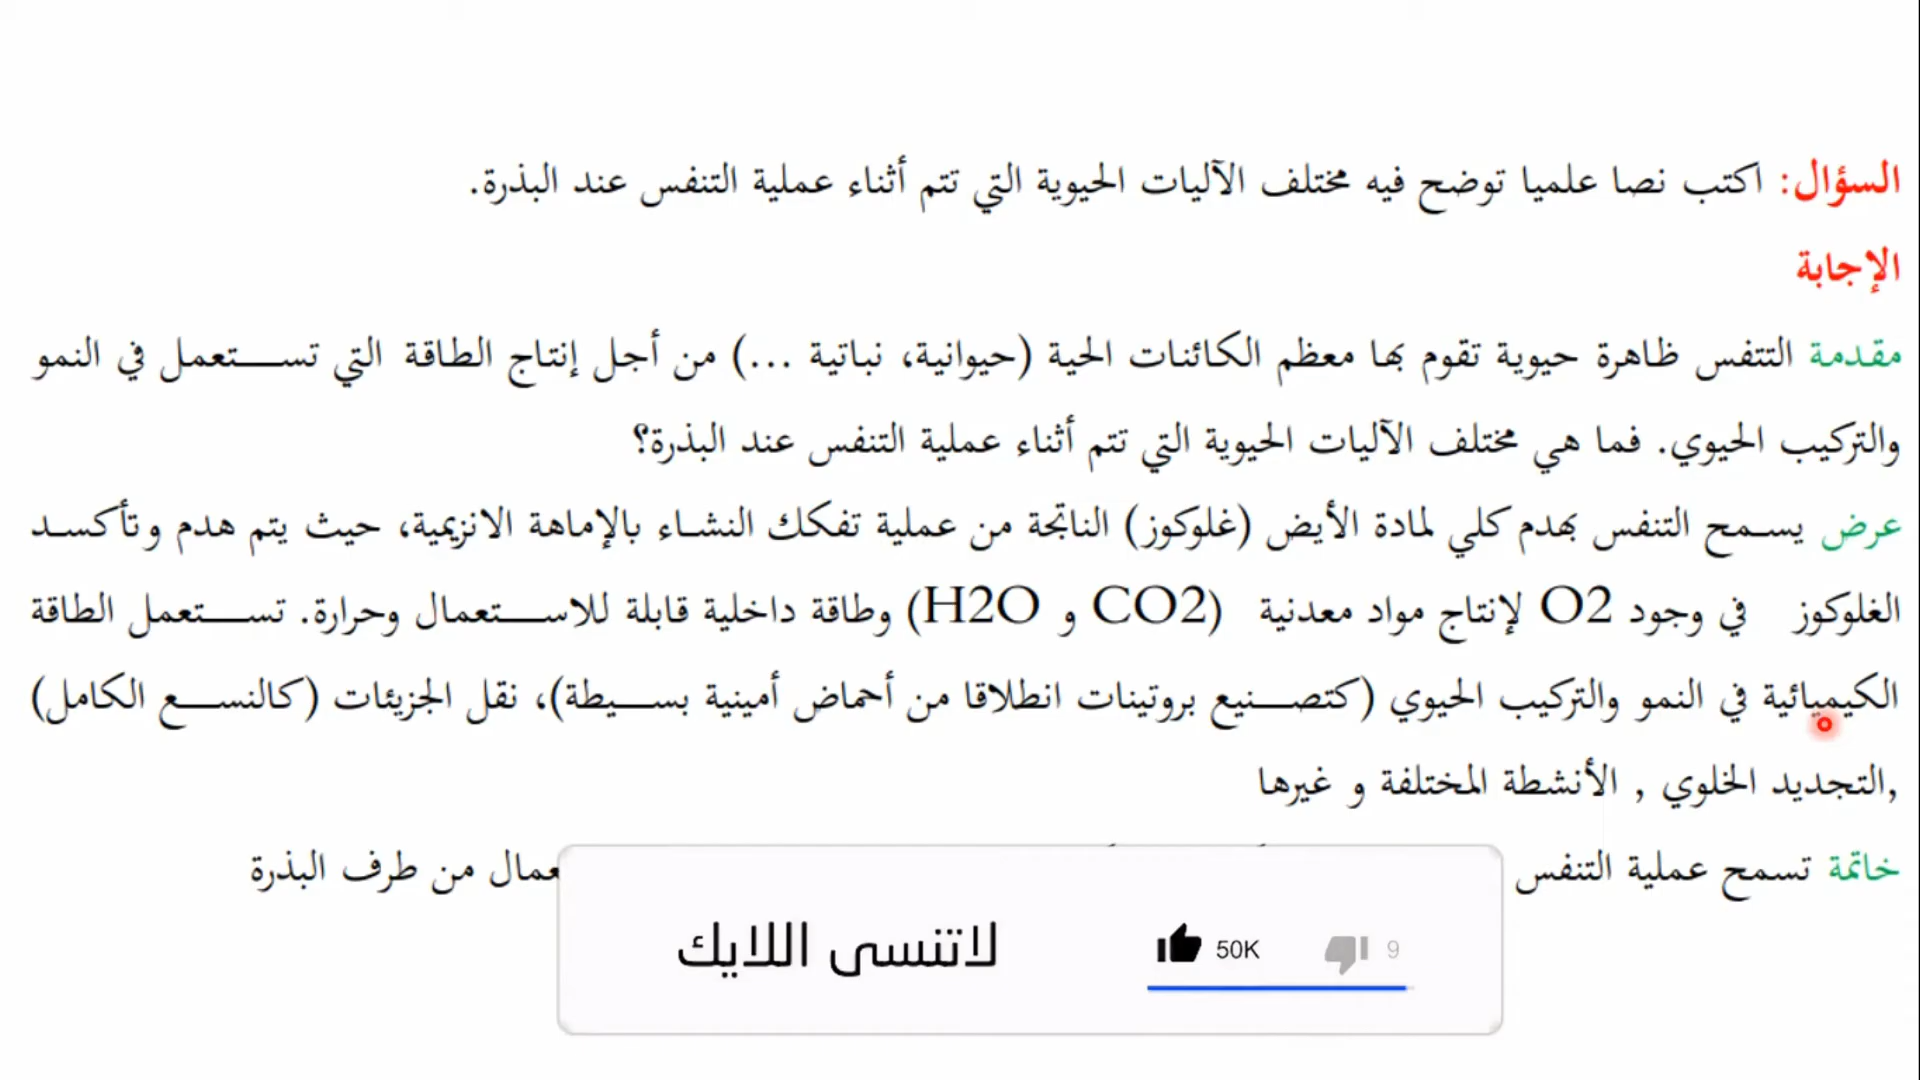 السؤال: اكتب نصا علميا توضح فيه مختلف الآليات الحيوية التي تتم أثناء عملية التنفس عند البذرة.
الإجابة
مقدمة التتفس ظاهرة حيوية تقوم بها معظم الكائنات الحية (حيوانية، نباتية ...) من أجل إنتاج الطاقة التي تستعمل في النمو
والتركيب الحيوي. فما هي مختلف الآليات الحيوية التي تتم أثناء عملية التنفس عند البذرة؟
عرض يسمح التنفس بهدم كلي لمادة الأيض (غلوكوز) الناتجة من عملية تفكك النشاء بالإماهة الانزيمية، حيث يتم هدم وتأكسد
الغلوكوز في وجود O2 لإنتاج مواد معدنية (CO2 و H2O) وطاقة داخلية قابلة للاستعمال وحرارة. تستعمل الطاقة
الكيميائية في النمو والتركيب الحيوي (كتصنيع بروتينات انطلاقا من أحماض أمينية بسيطة)، نقل الجزيئات (كالنسع الكامل)
,التجديد الخلوي , الأنشطة المختلفة و غيرها
خاتمة تسمح عملية التنفس من طرف البذرة
لاتنسى اللايك 50K 9